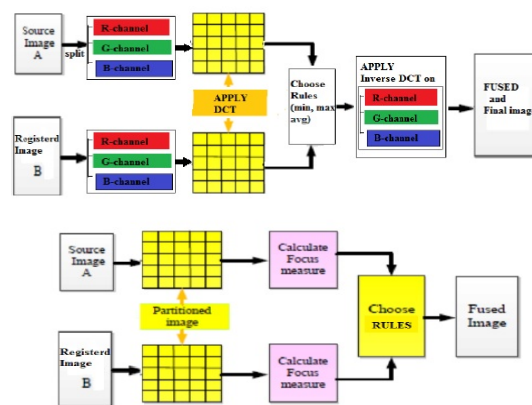 Source
Image
A
split
R-channel
G-channel
B-channel
APPLY
DCT
Registerd
Image
B
R-channel
G-channel
B-channel
Choose
Rules
(min, max
avg)
APPLY
Inverse DCT on
R-channel
G-channel
B-channel
FUSED
and
Final image
Source
Image
A
Partitioned
image
Registerd
Image
B
Calculate
Focus
measure
Calculate
Focus
measure
Choose
RULES
Fused
Image